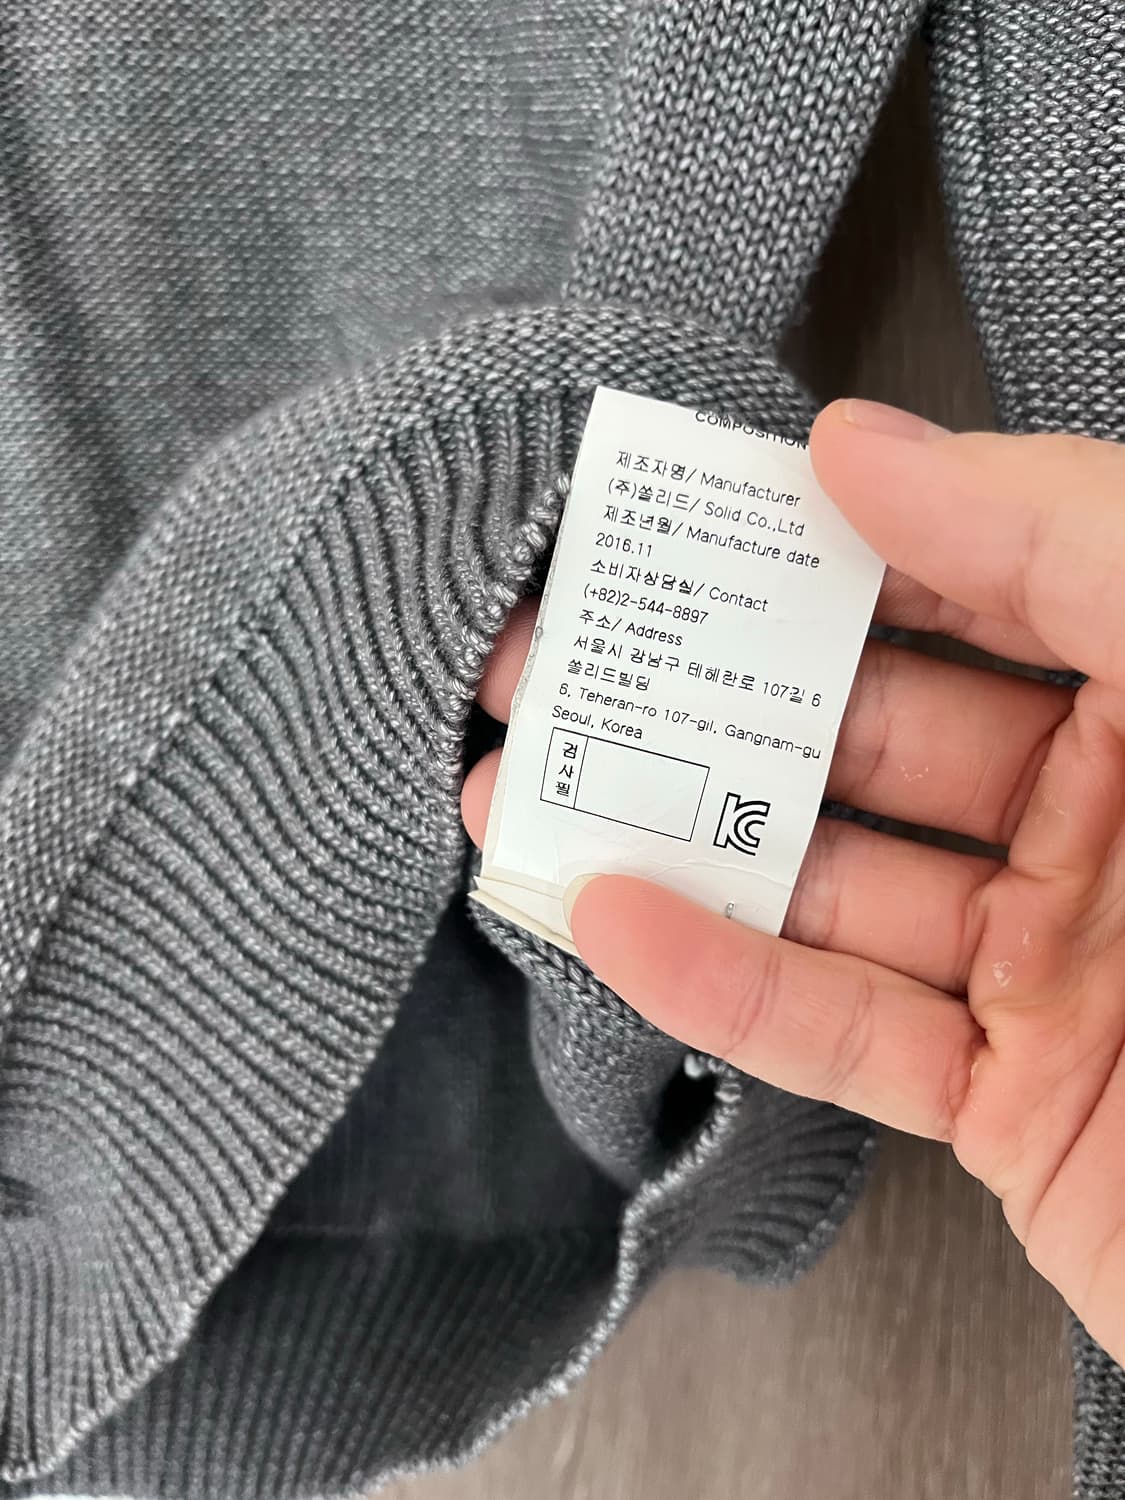 COMPOSITION
제조자명/ Manufacturer
(주)쏠리드/ Solid Co.,Ltd
제조년월/ Manufacture date
2016.11
소비자상담실/ Contact
(+82)2-544-8897
주소/ Address
서울시 강남구 테헤란로 107길 6
쏠리드빌딩
6, Teheran-ro 107-gil, Gangnam-gu
Seoul, Korea
검사필
KC